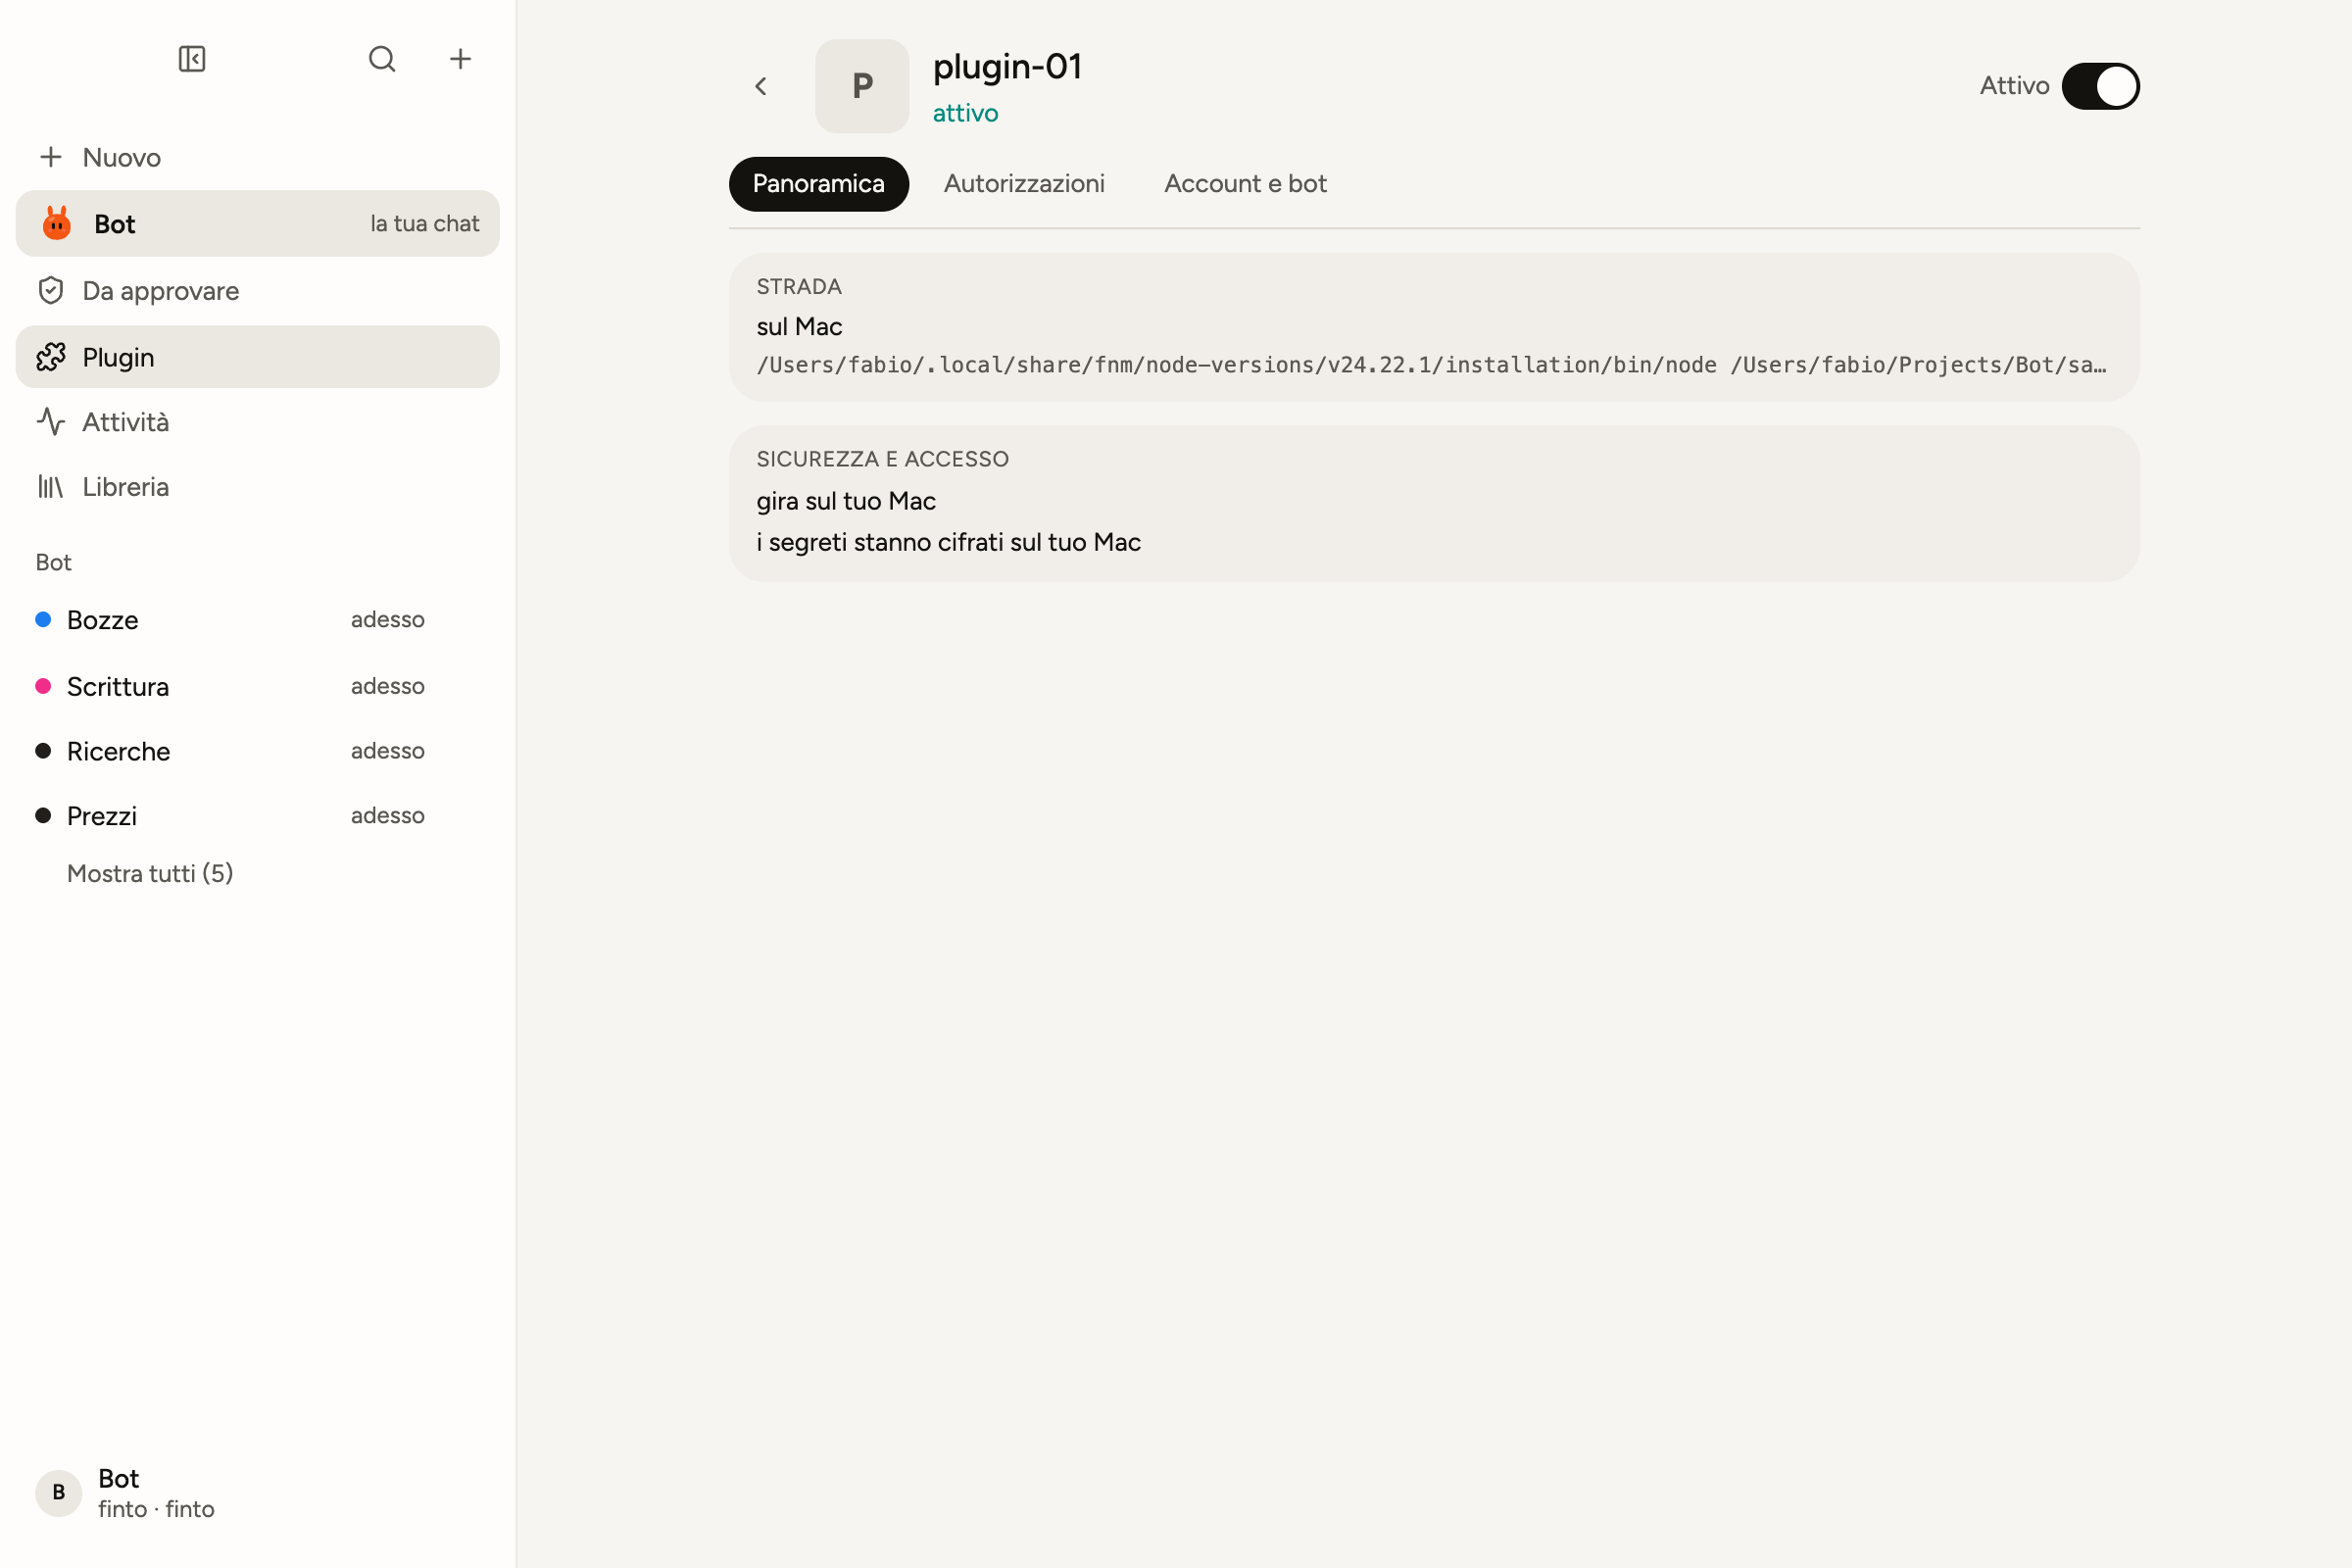 Nuovo
Bot
la tua chat
Da approvare
Plugin
Attività
Libreria
Bot
Bozze
adesso
Scrittura
adesso
Ricerche
adesso
Prezzi
adesso
Mostra tutti (5)
B
Bot
finto · finto
P
plugin-01
attivo
Attivo
Panoramica
Autorizzazioni
Account e bot
STRADA
sul Mac
/Users/fabio/.local/share/fnm/node-versions/v24.22.1/installation/bin/node /Users/fabio/Projects/Bot/sa…
SICUREZZA E ACCESSO
gira sul tuo Mac
i segreti stanno cifrati sul tuo Mac